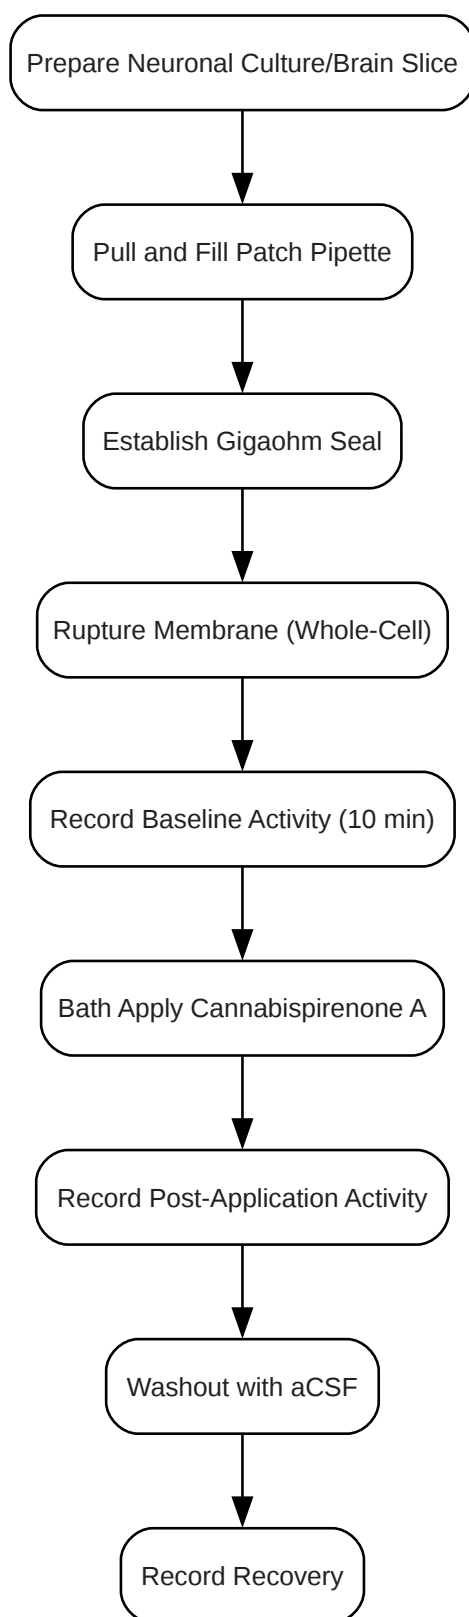 Prepare Neuronal Culture/Brain Slice
Pull and Fill Patch Pipette
Establish Gigaohm Seal
Rupture Membrane (Whole-Cell)
Record Baseline Activity (10 min)
Bath Apply Cannabispirenone A
Record Post-Application Activity
Washout with aCSF
Record Recovery